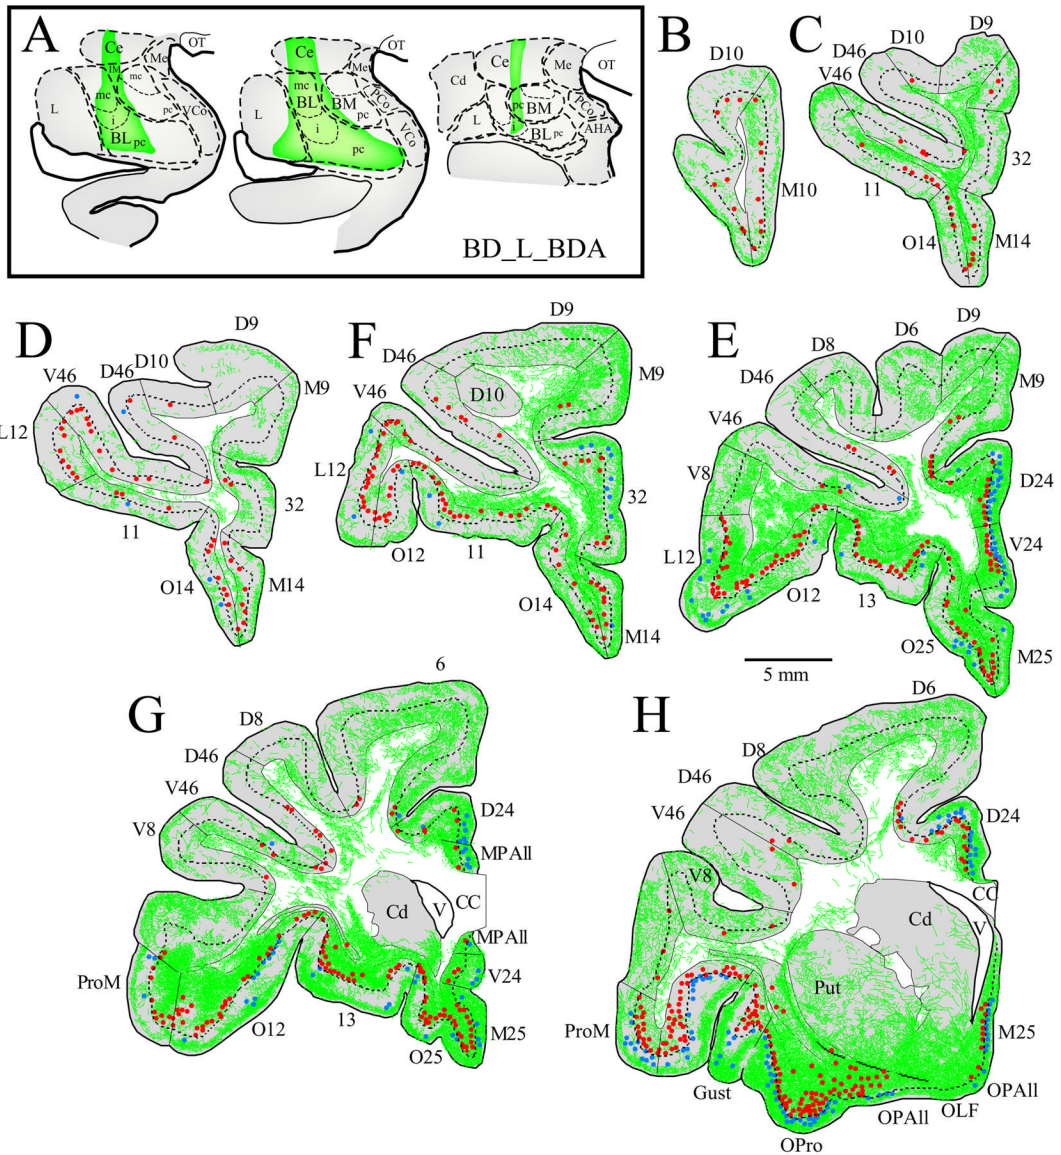 A
Ce
OT
Me
IM
mc
i
mc
L
pc
VCo
BL
pc
Ce
OT
Me
mc
PCo
BL
BM
L
i
pc
VCo
pc
Ce
Cd
Me
OT
pc
BM
PCo
L
BL
pc
AHA
BD_L_BDA
B
D10
M10
C
D9
D10
D46
V46
32
11
O14
M14
D
D9
D10
D46
V46
M9
L12
32
11
O14
M14
F
D9
D46
V46
D10
M9
L12
32
O12
11
O14
M14
E
D9
D6
D8
D46
M9
V46
V8
D24
V24
L12
O12
13
O25
M25
5 mm
G
6
D8
D46
V46
D24
V8
MPAll
CC
Cd
V
MPAll
ProM
V24
O12
13
M25
O25
H
D6
D8
D46
V46
D24
V8
CC
Cd
V
Put
ProM
M25
Gust
OPAll
OLF
OPAll
OPro